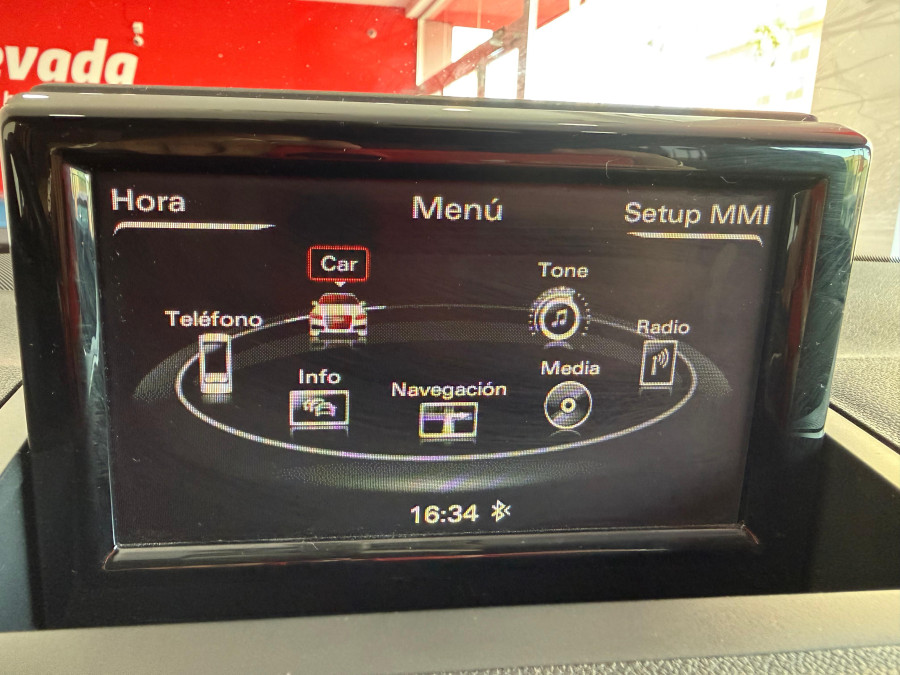 evada
Hora
Menú
Setup MMI
Car
Tone
Teléfono
Radio
Info
Navegación
Media
16:34